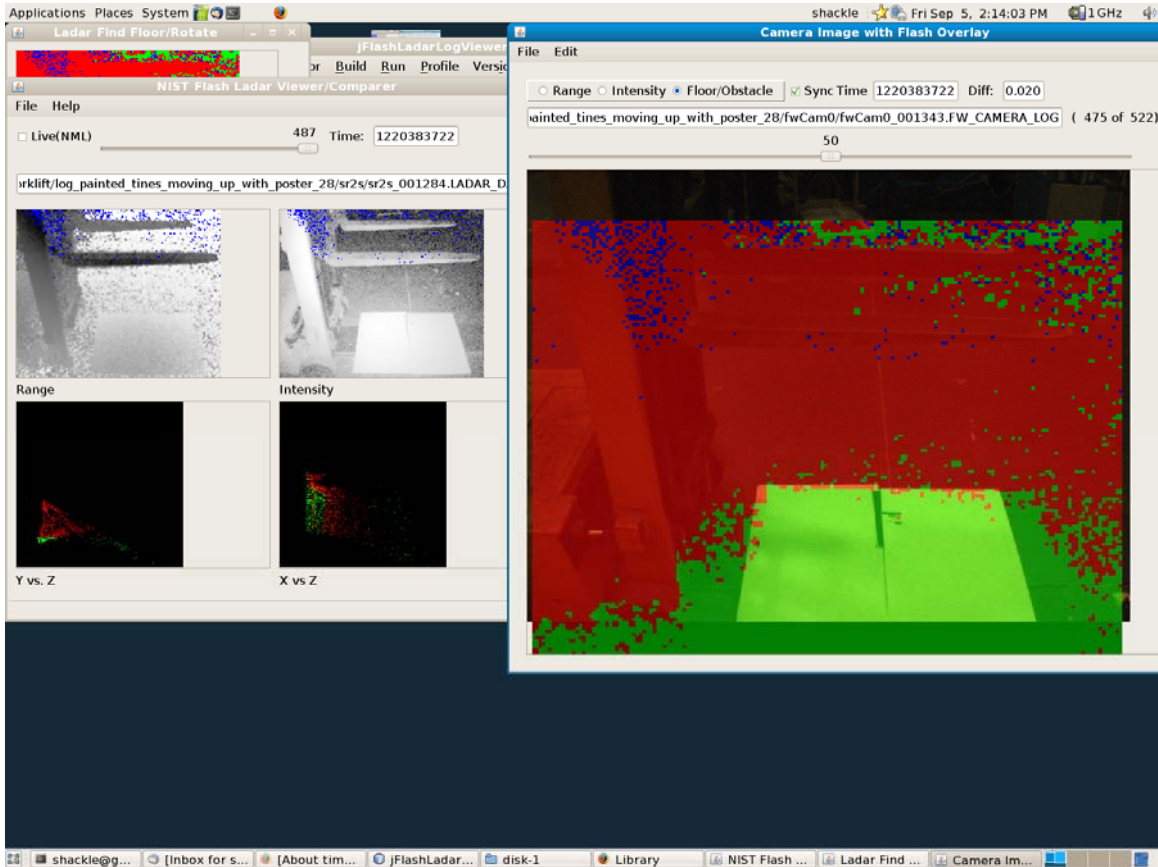 Applications Places System
shackle Fri Sep 5, 2:14:03 PM 1 GHz
Ladar Find Floor/Rotate
jFlashLadarLogViewer
Build Run Profile
NIST Flash Ladar Viewer/Comparer
File Help
Live(NML) 487 Time: 1220383722
orklift/log_painted_tines_moving_up_with_poster_28/sr2s/sr2s_001284.LADAR_D
Range Intensity
Y vs. Z X vs Z
Camera Image with Flash Overlay
File Edit
Range Intensity Floor/Obstacle Sync Time 1220383722 Diff: 0.020
ainted_tines_moving_up_with_poster_28/fwCam0/fwCam0_001343.FW_CAMERA_LOG ( 475 of 522)
50
shackle@g... [Inbox for s... [About tim... jFlashLadar... disk-1 Library NIST Flash ... Ladar Find ... Camera Im...